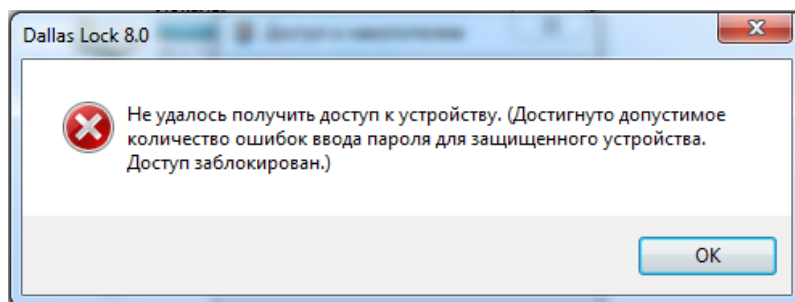 Dallas Lock 8.0
Не удалось получить доступ к устройству. (Достигнуто допустимое
количество ошибок ввода пароля для защищенного устройства.
Доступ заблокирован.)
OK